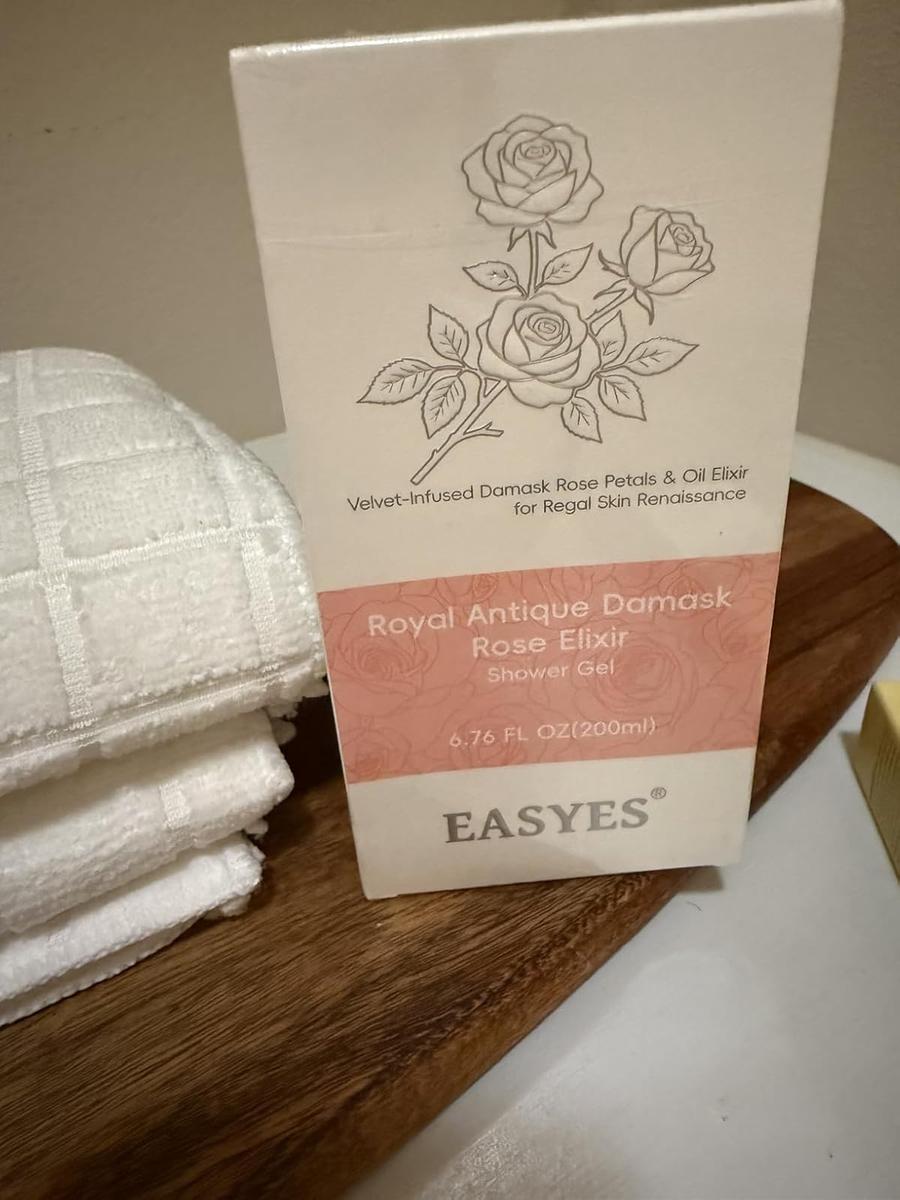 Velvet-Infused Damask Rose Petals & Oil Elixir
for Regal Skin Renaissance
Royal Antique Damask
Rose Elixir
Shower Gel
6.76 FL OZ(200ml)
EASYES®